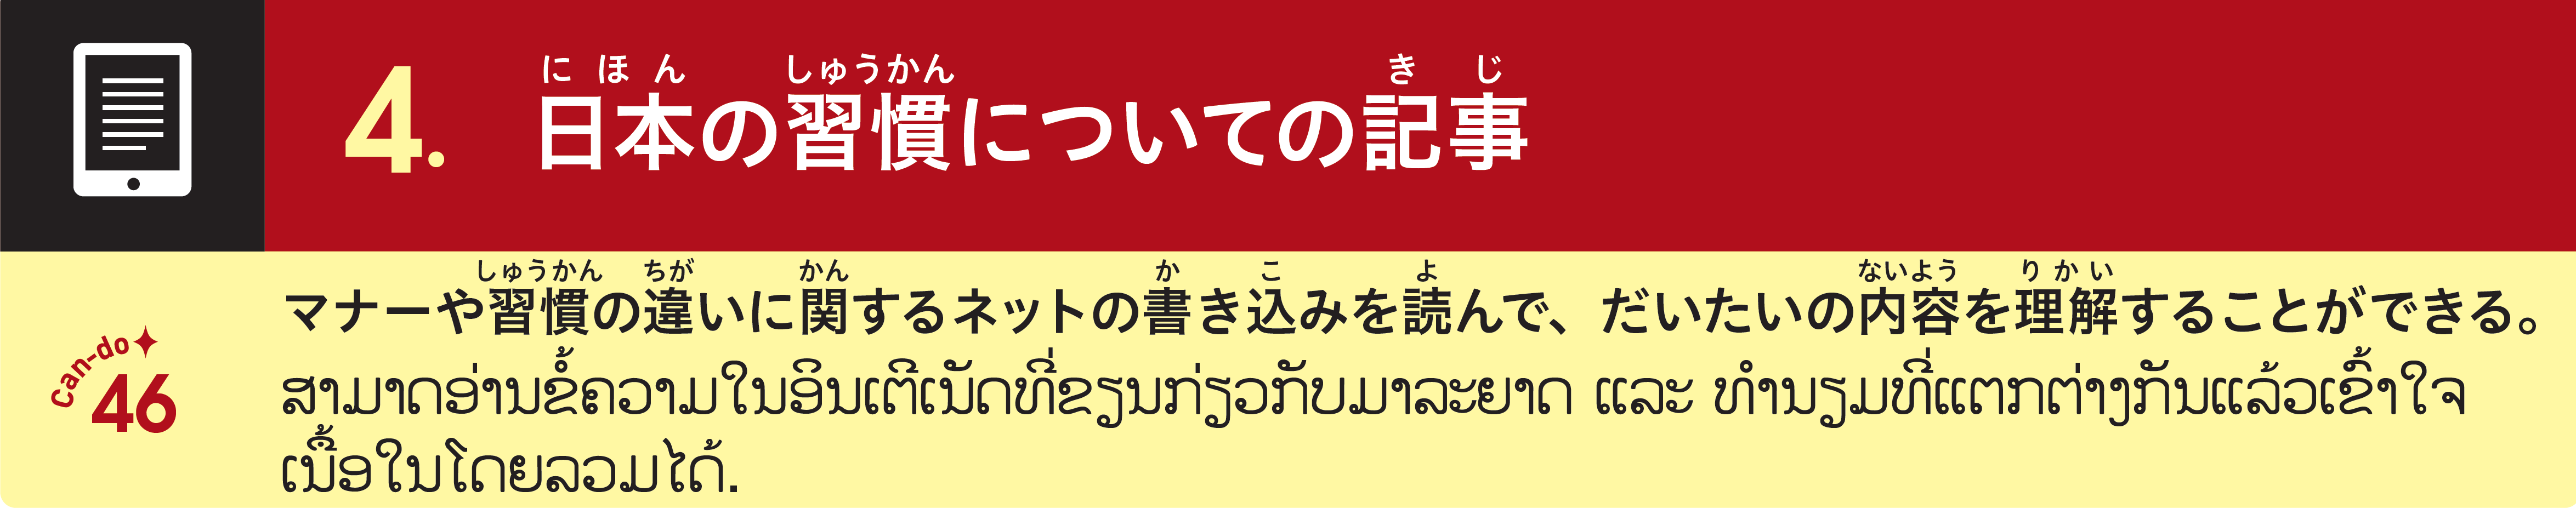 にほん しゅうかん きじ
4. 日本の習慣についての記事
しゅうかん ちが かん か こ よ ないよう りかい
マナーや習慣の違いに関するネットの書き込みを読んで、だいたいの内容を理解することができる。
Can-do
46
ສາມາດອ່ານຂໍ້ຄວາມໃນອິນເຕີເນັດທີ່ຂຽນກ່ຽວກັບມາລະຍາດ ແລະ ທຳນຽມທີ່ແຕກຕ່າງກັນແລ້ວເຂົ້າໃຈ
ເນື້ອໃນໂດຍລວມໄດ້.